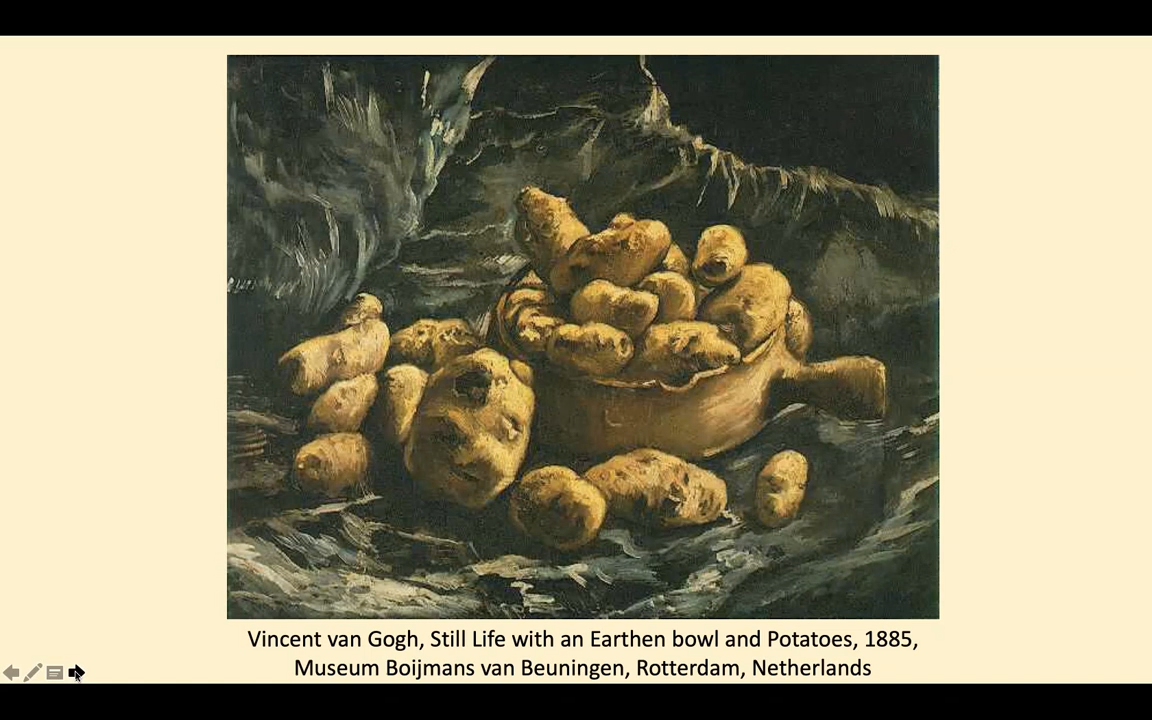 Vincent van Gogh, Still Life with an Earthen bowl and Potatoes, 1885,
Museum Boijmans van Beuningen, Rotterdam, Netherlands